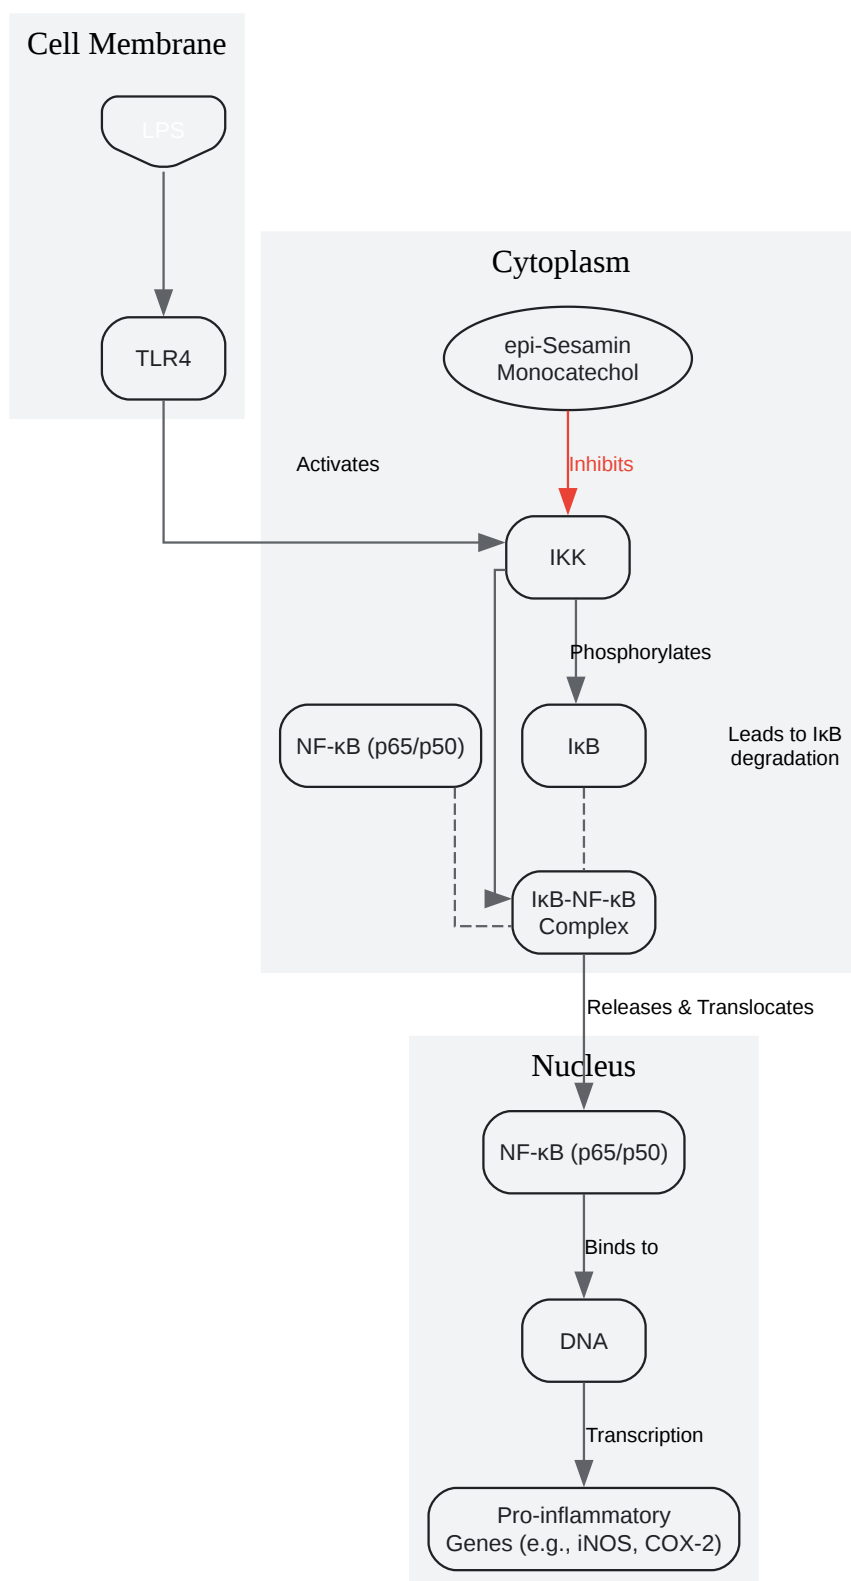 Cell Membrane
LPS
TLR4
Cytoplasm
epi-Sesamin
Monocatechol
Activates
Inhibits
IKK
Phosphorylates
NF-κB (p65/p50)
IκB
Leads to IκB
degradation
IκB-NF-κB
Complex
Releases & Translocates
Nucleus
NF-κB (p65/p50)
Binds to
DNA
Transcription
Pro-inflammatory
Genes (e.g., iNOS, COX-2)